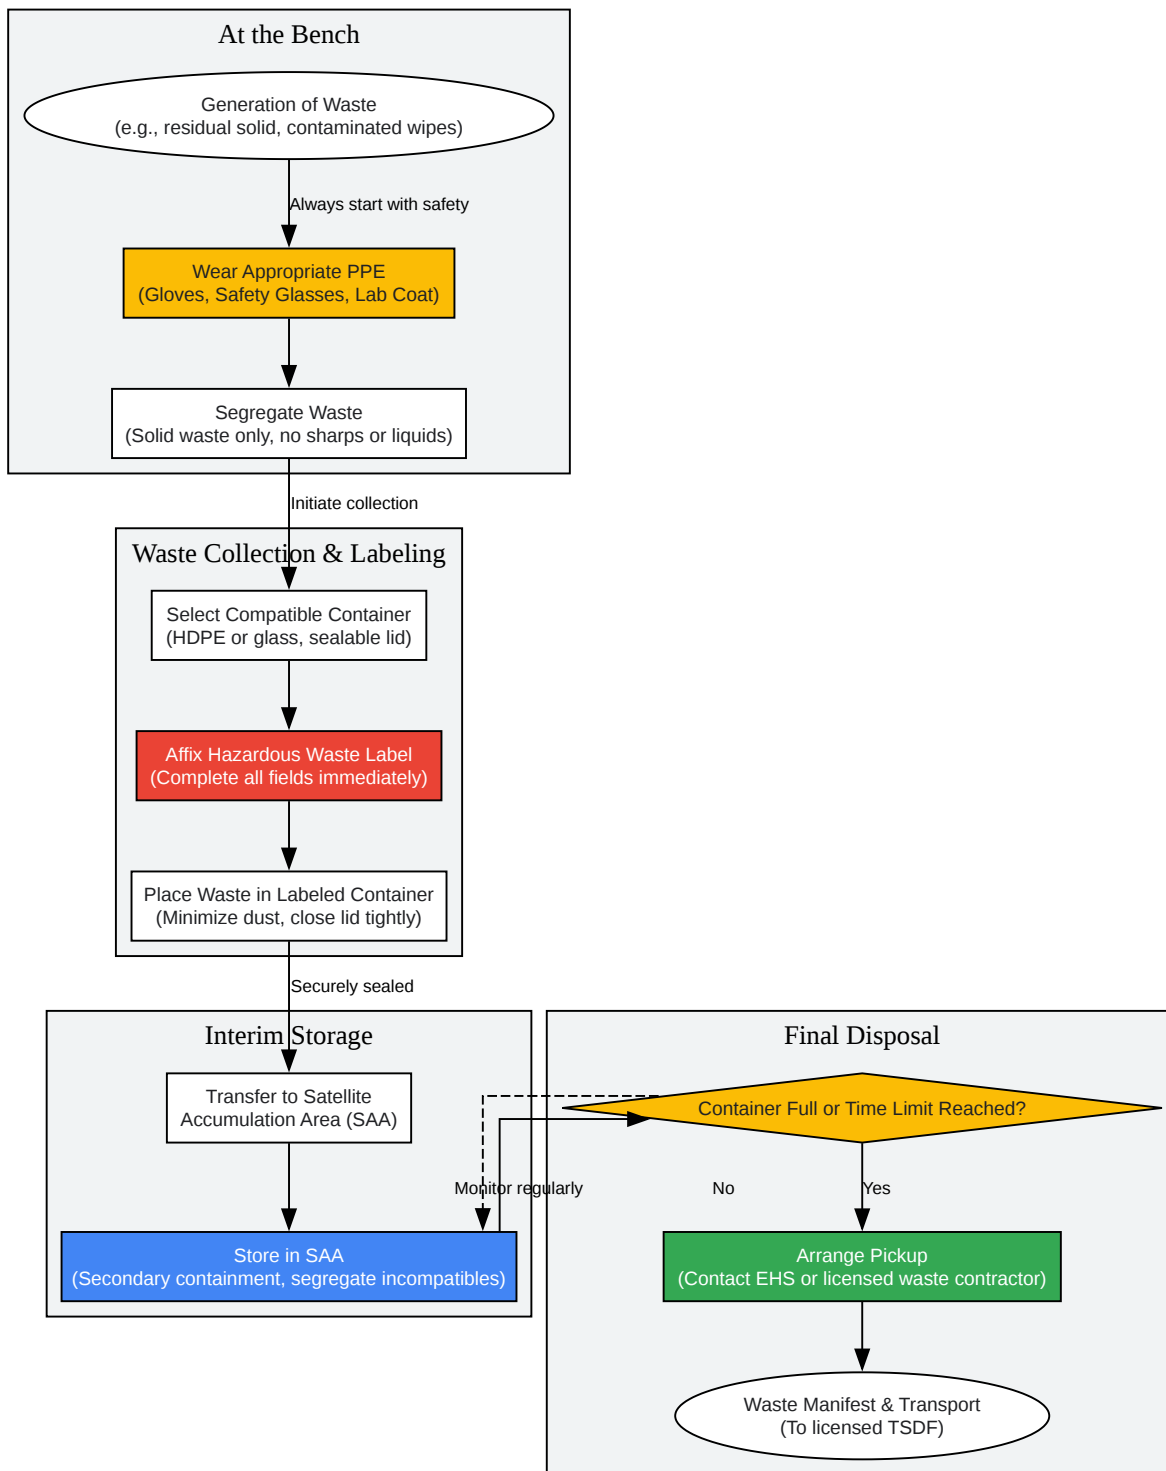 At the Bench
Generation of Waste
(e.g., residual solid, contaminated wipes)
Always start with safety
Wear Appropriate PPE
(Gloves, Safety Glasses, Lab Coat)
Segregate Waste
(Solid waste only, no sharps or liquids)
Initiate collection
Waste Collection & Labeling
Select Compatible Container
(HDPE or glass, sealable lid)
Affix Hazardous Waste Label
(Complete all fields immediately)
Place Waste in Labeled Container
(Minimize dust, close lid tightly)
Securely sealed
Interim Storage
Transfer to Satellite
Accumulation Area (SAA)
Store in SAA
(Secondary containment, segregate incompatibles)
Monitor regularly
Final Disposal
Container Full or Time Limit Reached?
No
Yes
Arrange Pickup
(Contact EHS or licensed waste contractor)
Waste Manifest & Transport
(To licensed TSDF)